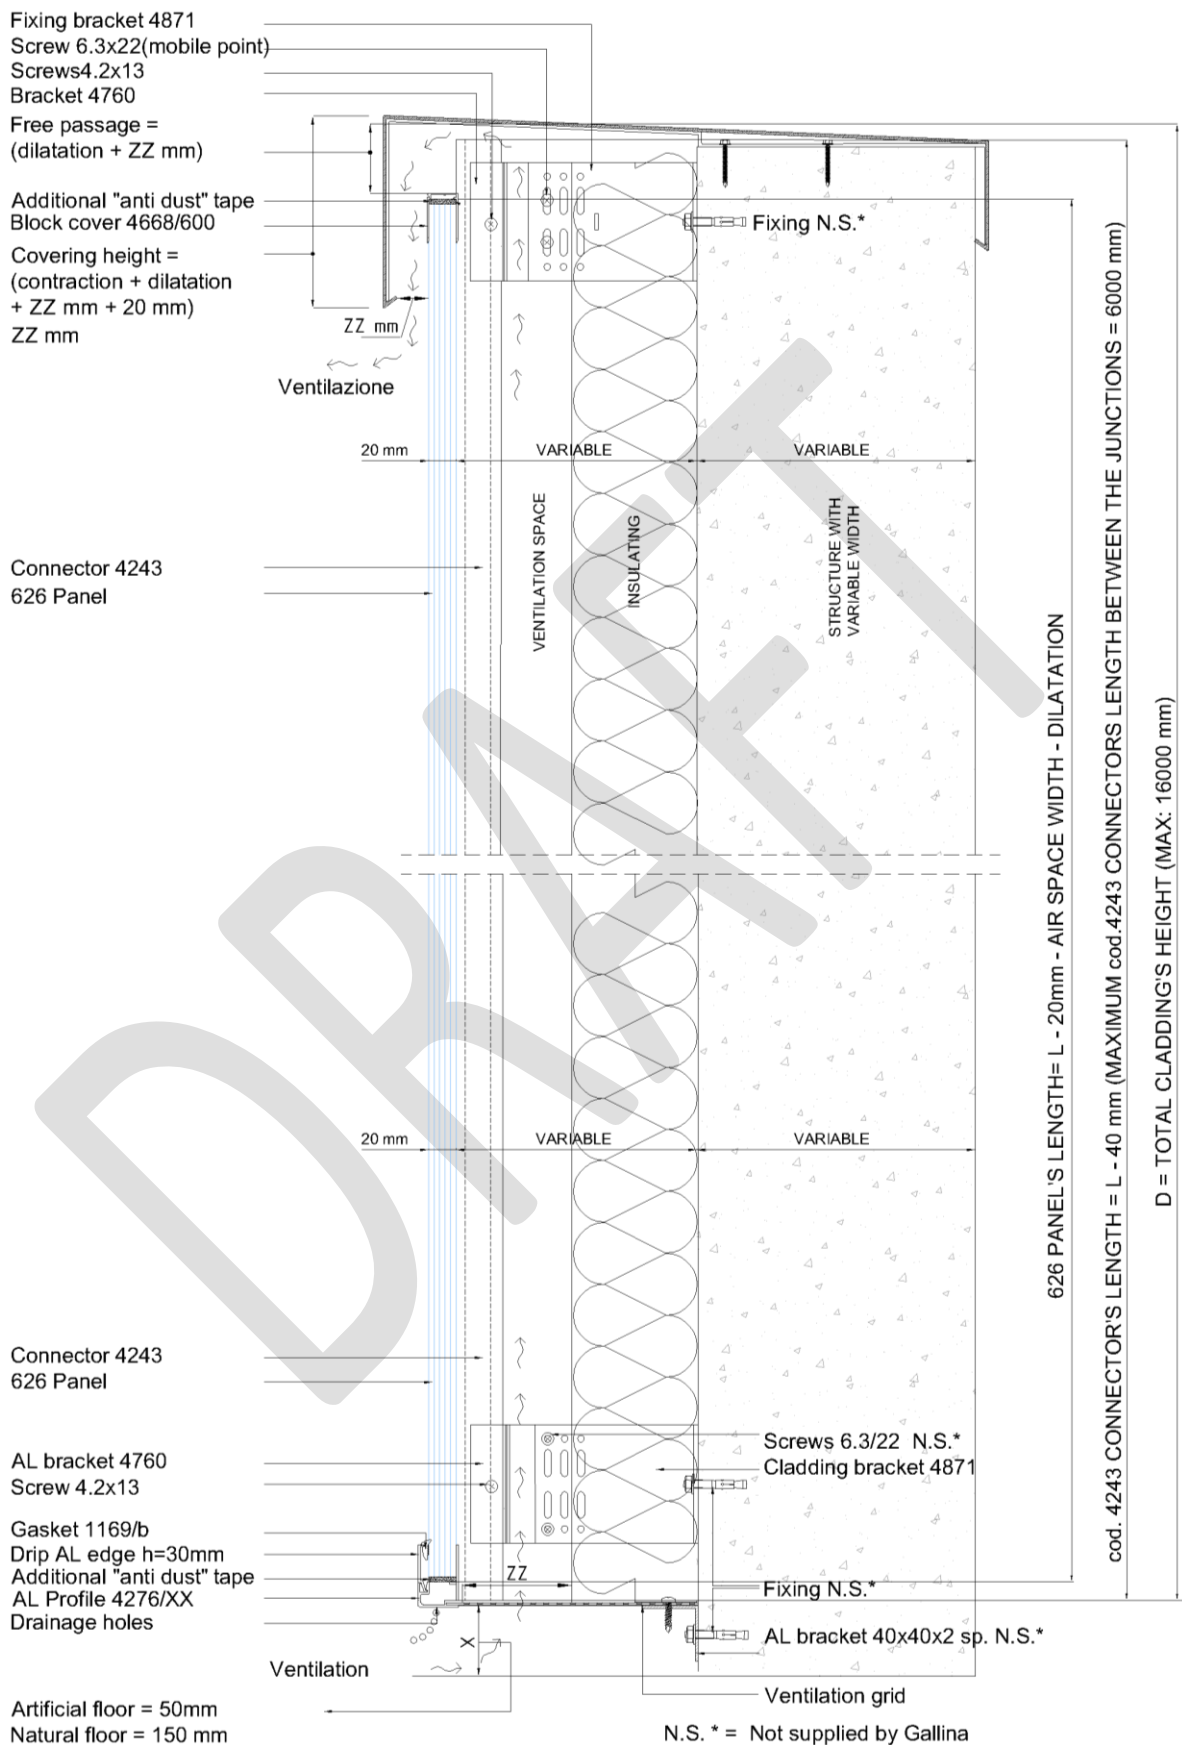 Fixing bracket 4871
Screw 6.3x22(mobile point)
Screws4.2x13
Bracket 4760
Free passage =
(dilatation + ZZ mm)
Additional "anti dust" tape
Block cover 4668/600
Covering height =
(contraction + dilatation
+ ZZ mm + 20 mm)
ZZ mm
ZZ mm
Ventilazione
Fixing N.S.*
20 mm
VARIABLE
VARIABLE
VENTILATION SPACE
INSULATING
STRUCTURE WITH
VARIABLE WIDTH
Connector 4243
626 Panel
626 PANEL'S LENGTH= L - 20mm - AIR SPACE WIDTH - DILATATION
cod. 4243 CONNECTOR'S LENGTH = L - 40 mm (MAXIMUM cod.4243 CONNECTORS LENGTH BETWEEN THE JUNCTIONS = 6000 mm)
D = TOTAL CLADDING'S HEIGHT (MAX: 16000 mm)
DRAFT
20 mm
VARIABLE
VARIABLE
Connector 4243
626 Panel
AL bracket 4760
Screw 4.2x13
Gasket 1169/b
Drip AL edge h=30mm
Additional "anti dust" tape
AL Profile 4276/XX
Drainage holes
Screws 6.3/22 N.S.*
Cladding bracket 4871
ZZ
Fixing N.S.*
X
AL bracket 40x40x2 sp. N.S.*
Ventilation
Ventilation grid
Artificial floor = 50mm
Natural floor = 150 mm
N.S. * = Not supplied by Gallina